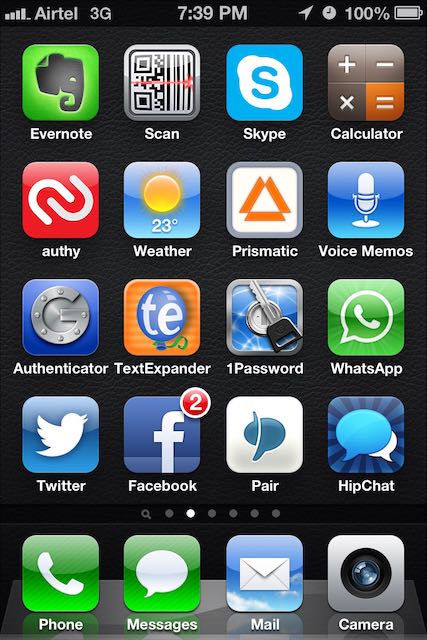 Airtel 3G 7:39 PM 100%
Evernote Scan Skype Calculator
23°
authy Weather Prismatic Voice Memos
G tè
Authenticator TextExpander 1Password WhatsApp
2
Twitter Facebook Pair HipChat
Phone Messages Mail Camera